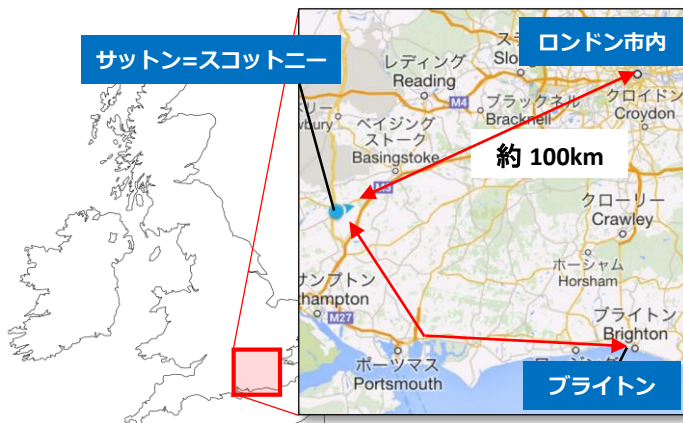 サットン=スコットニー
ロンドン市内
レディング
Reading
Slo
クロイドン
Croydon
M4
ブラックネル
Bracknell
bury
ベイジング
ストーク
Basingstoke
約 100km
M3
クローリー
Crawley
ホーシャム
Horsham
サンプトン
hampton
M27
ポーツマス
Portsmouth
ブライトン
Brighton
ブライトン